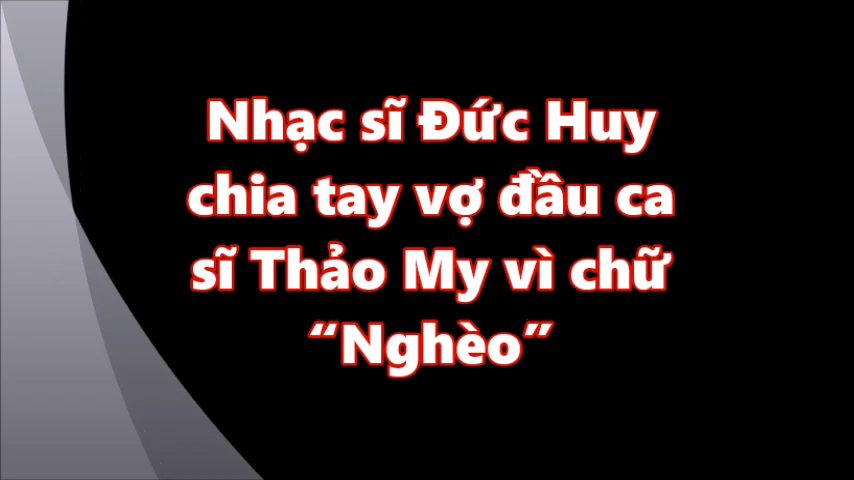 Nhạc sĩ Đức Huy
chia tay vợ đầu ca
sĩ Thảo My vì chữ
“Nghèo”